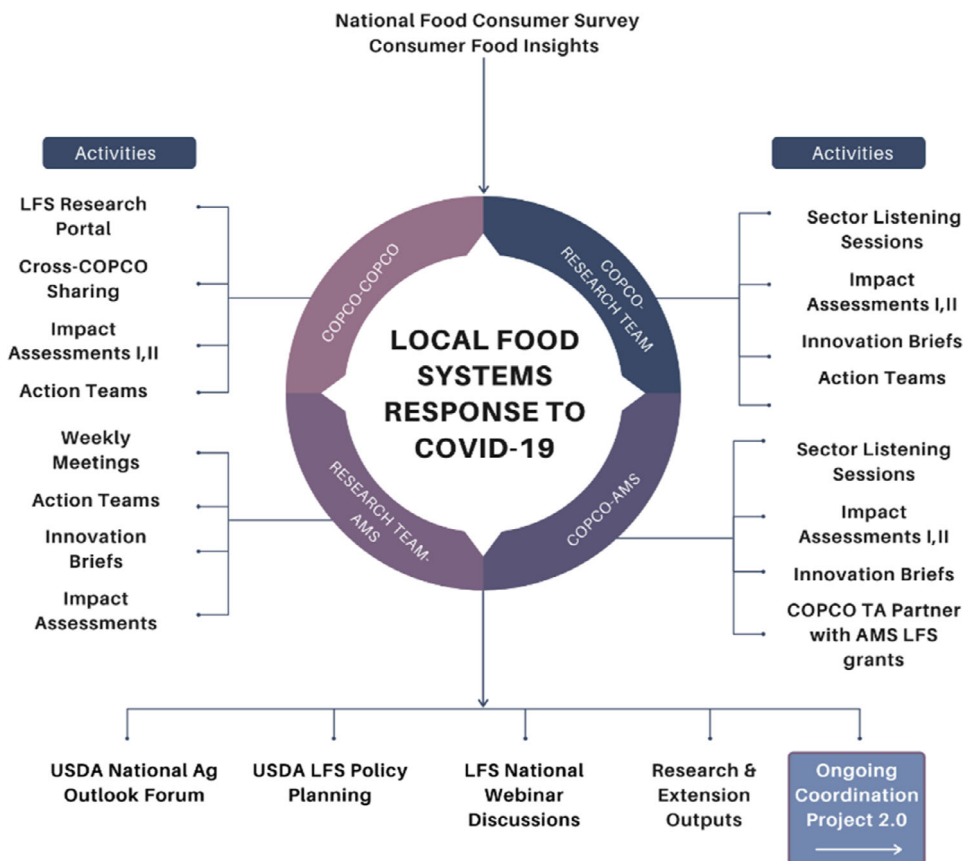 National Food Consumer Survey
Consumer Food Insights
Activities
LFS Research
Portal
Cross-COPCO
Sharing
Impact
Assessments I,II
Action Teams
Weekly
Meetings
Action Teams
Innovation
Briefs
Impact
Assessments
COPCO-COPCO
COPCO-
RESEARCH TEAM
LOCAL FOOD
SYSTEMS
RESPONSE TO
COVID-19
RESEARCH TEAM-
AMS
COPCO-AMS
Activities
Sector Listening
Sessions
Impact
Assessments I,II
Innovation Briefs
Action Teams
Sector Listening
Sessions
Impact
Assessments I,II
Innovation Briefs
COPCO TA Partner
with AMS LFS
grants
USDA National Ag
Outlook Forum
USDA LFS Policy
Planning
LFS National
Webinar
Discussions
Research &
Extension
Outputs
Ongoing
Coordination
Project 2.0